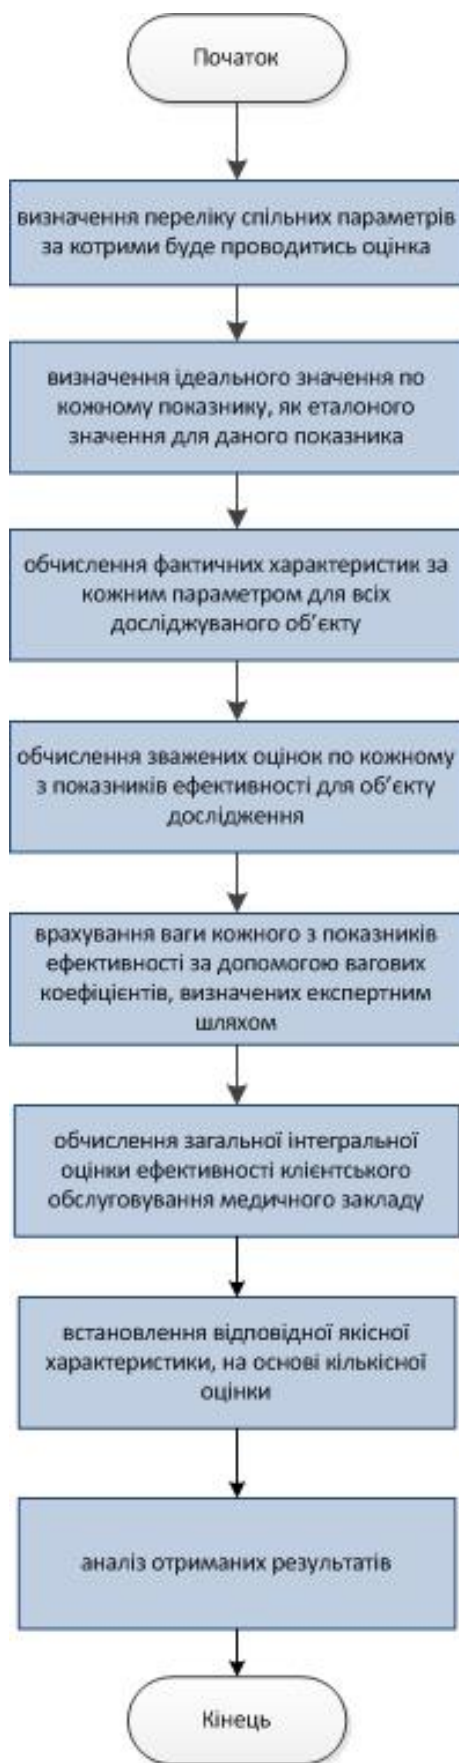 Початок
визначення переліку спільних параметрів
за котрими буде проводитись оцінка
визначення ідеального значення по
кожному показнику, як еталоного
значення для даного показника
обчислення фактичних характеристик за
кожним параметром для всіх
досліджуваного об’єкту
обчислення зважених оцінок по кожному
з показників ефективності для об’єкту
дослідження
врахування ваги кожного з показників
ефективності за допомогою вагових
коефіцієнтів, визначених експертним
шляхом
обчислення загальної інтегральної
оцінки ефективності клієнтського
обслуговування медичного закладу
встановлення відповідної якісної
характеристики, на основі кількісної
оцінки
аналіз отриманих результатів
Кінець